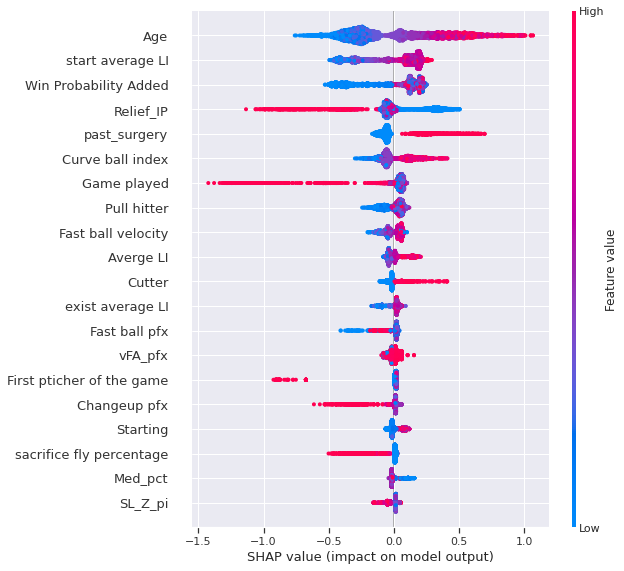 High
Age
start average LI
Win Probability Added
Relief_IP
past_surgery
Curve ball index
Game played
Pull hitter
Fast ball velocity
Averge LI
Cutter
exist average LI
Fast ball pfx
vFA_pfx
First pticher of the game
Changeup pfx
Starting
sacrifice fly percentage
Med_pct
SL_Z_pi
Feature value
Low
−1.5 −1.0 −0.5 0.0 0.5 1.0
SHAP value (impact on model output)